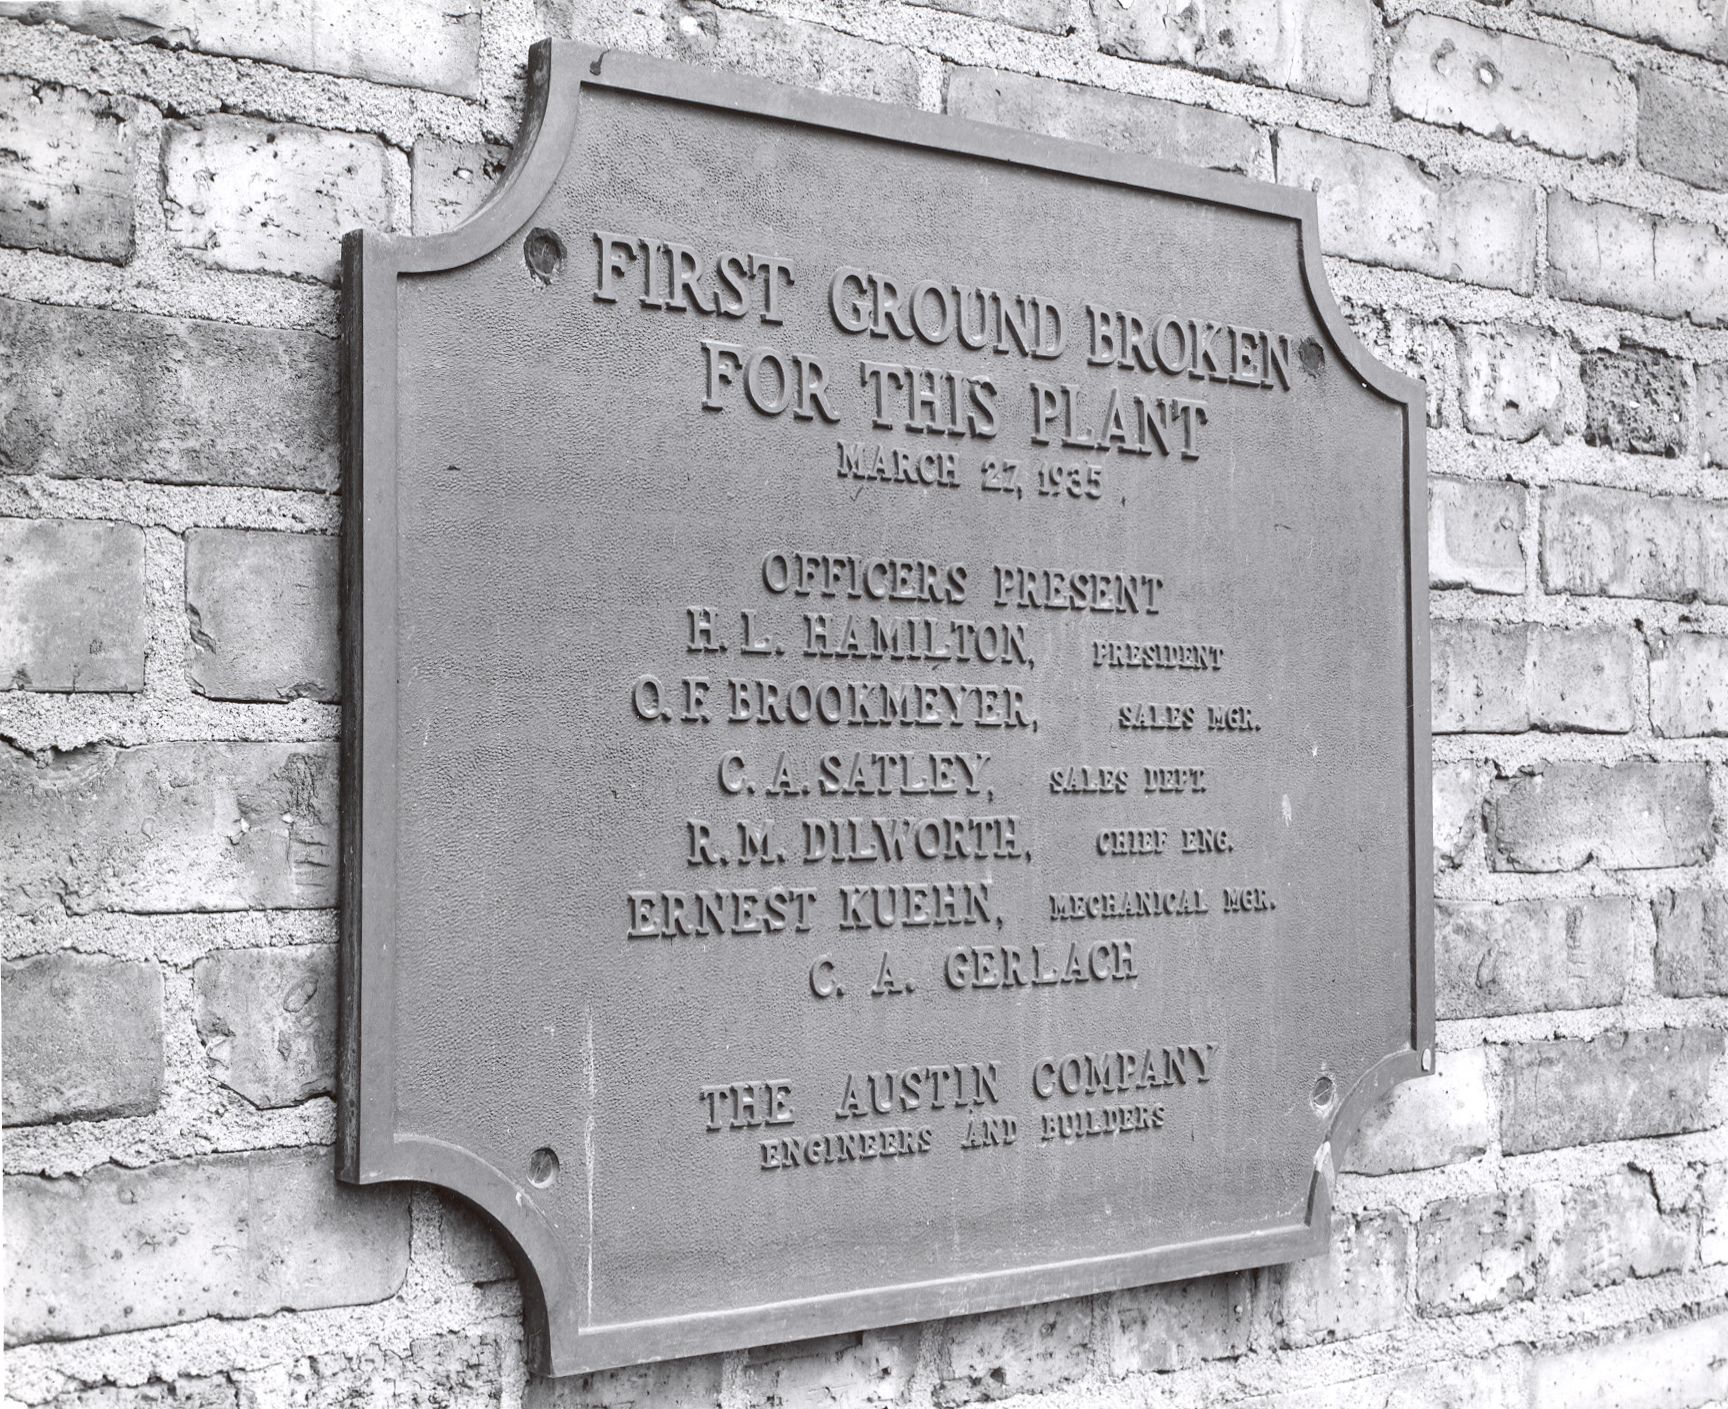 FIRST GROUND BROKEN
FOR THIS PLANT
MARCH 27, 1935
OFFICERS PRESENT
H. L. HAMILTON, PRESIDENT
O. F. BROOKMEYER, SALES MGR.
C. A. SATLEY, SALES DEPT.
R. M. DILWORTH, CHIEF ENG.
ERNEST KUEHN, MECHANICAL MGR.
C. A. GERLACH
THE AUSTIN COMPANY
ENGINEERS AND BUILDERS